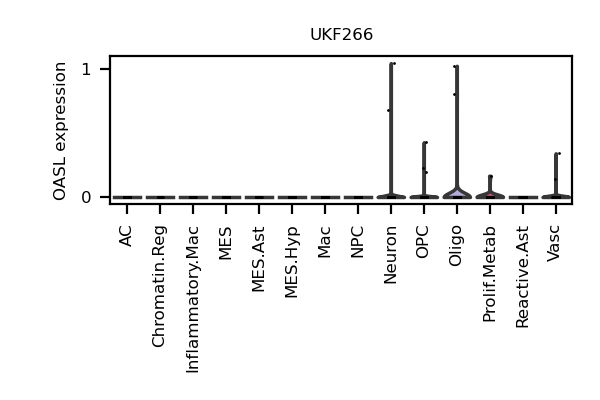 UKF266
OASL expression
1
0
AC
Chromatin.Reg
Inflammatory.Mac
MES
MES.Ast
MES.Hyp
Mac
NPC
Neuron
OPC
Oligo
Prolif.Metab
Reactive.Ast
Vasc